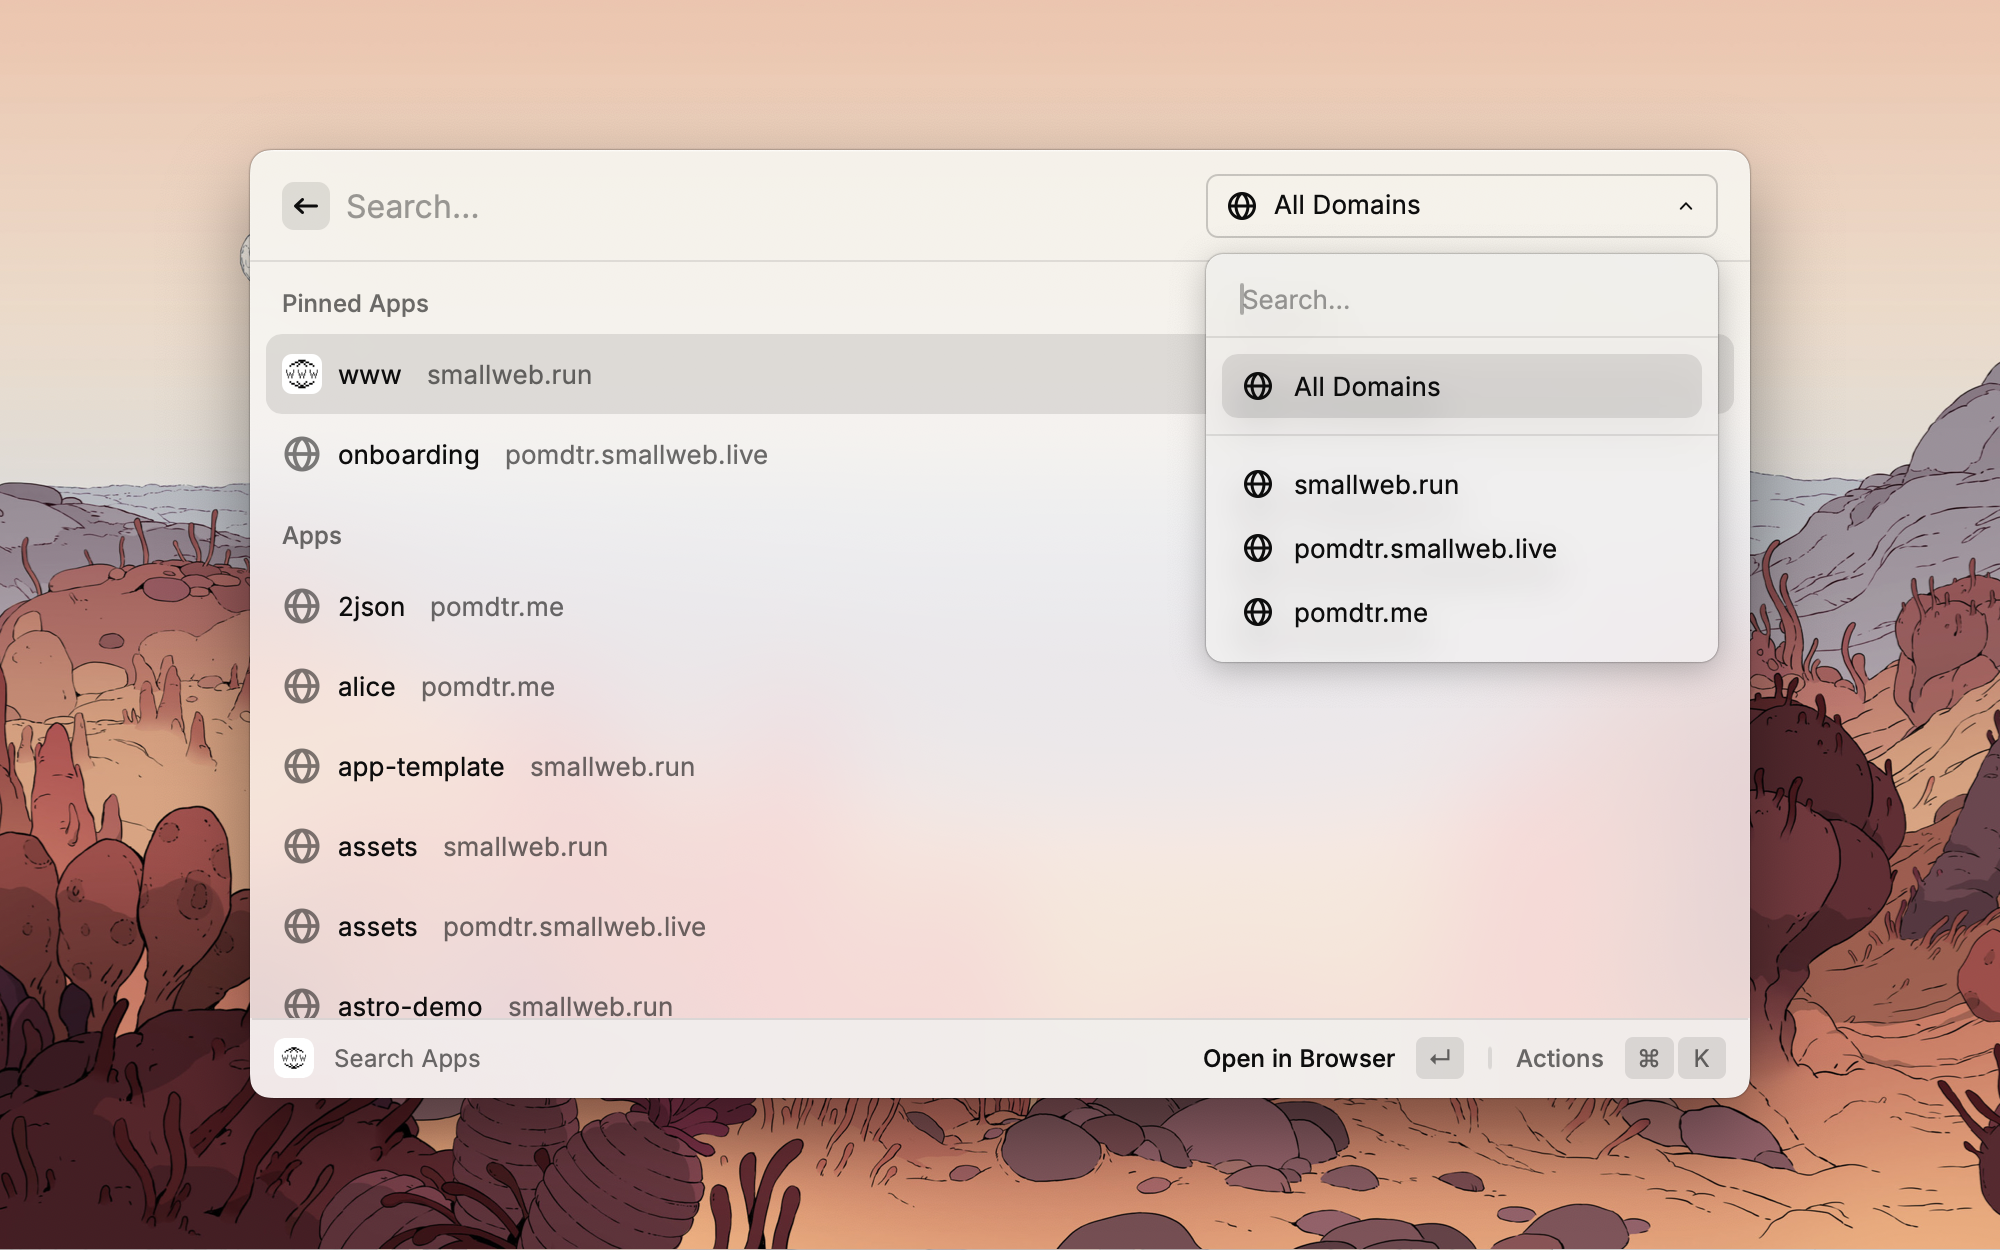 Search...
All Domains
Pinned Apps
www smallweb.run
onboarding pomdtr.smallweb.live
Apps
2json pomdtr.me
alice pomdtr.me
app-template smallweb.run
assets smallweb.run
assets pomdtr.smallweb.live
astro-demo smallweb.run
Search...
All Domains
smallweb.run
pomdtr.smallweb.live
pomdtr.me
WWW Search Apps
Open in Browser ↵ Actions ⌘ K